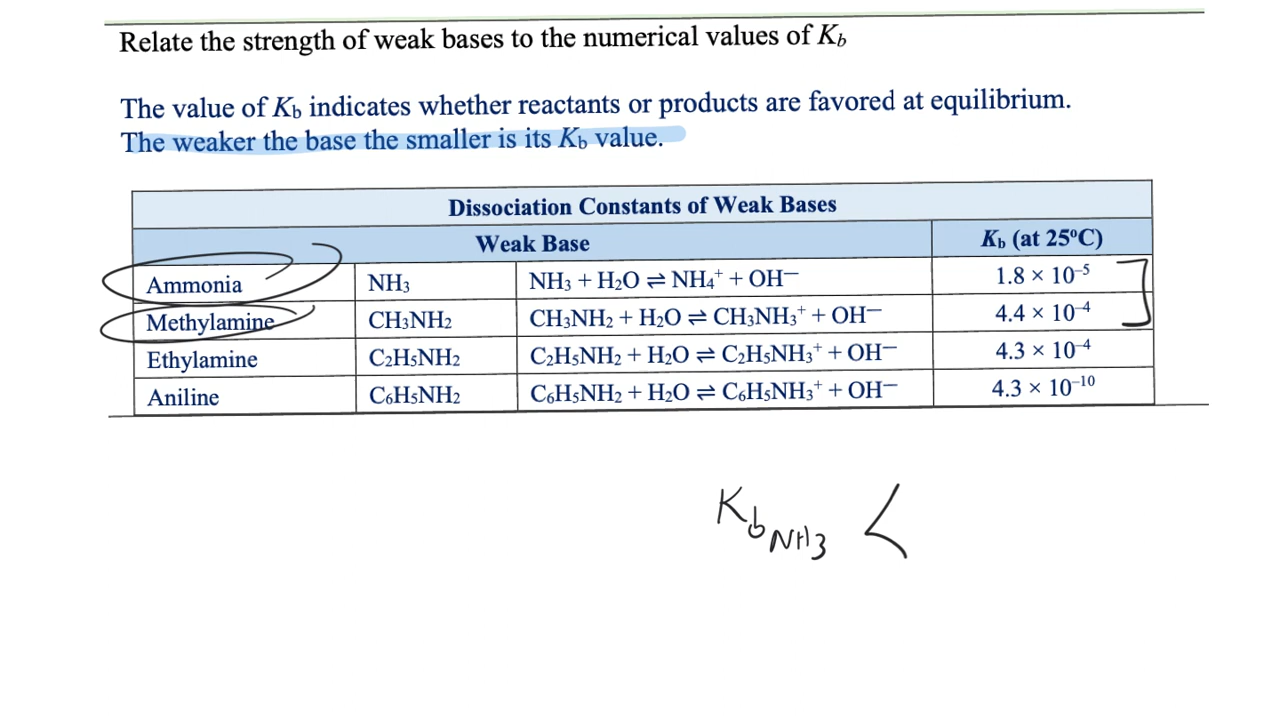 Relate the strength of weak bases to the numerical values of Kb
The value of Kb indicates whether reactants or products are favored at equilibrium.
The weaker the base the smaller is its Kb value.
Dissociation Constants of Weak Bases
Weak Base Kb (at 25ºC)
Ammonia NH₃ NH₃ + H₂O ⇌ NH₄⁺ + OH⁻ 1.8 × 10⁻⁵
Methylamine CH₃NH₂ CH₃NH₂ + H₂O ⇌ CH₃NH₃⁺ + OH⁻ 4.4 × 10⁻⁴
Ethylamine C₂H₅NH₂ C₂H₅NH₂ + H₂O ⇌ C₂H₅NH₃⁺ + OH⁻ 4.3 × 10⁻⁴
Aniline C₆H₅NH₂ C₆H₅NH₂ + H₂O ⇌ C₆H₅NH₃⁺ + OH⁻ 4.3 × 10⁻¹⁰
Kb NH₃ <